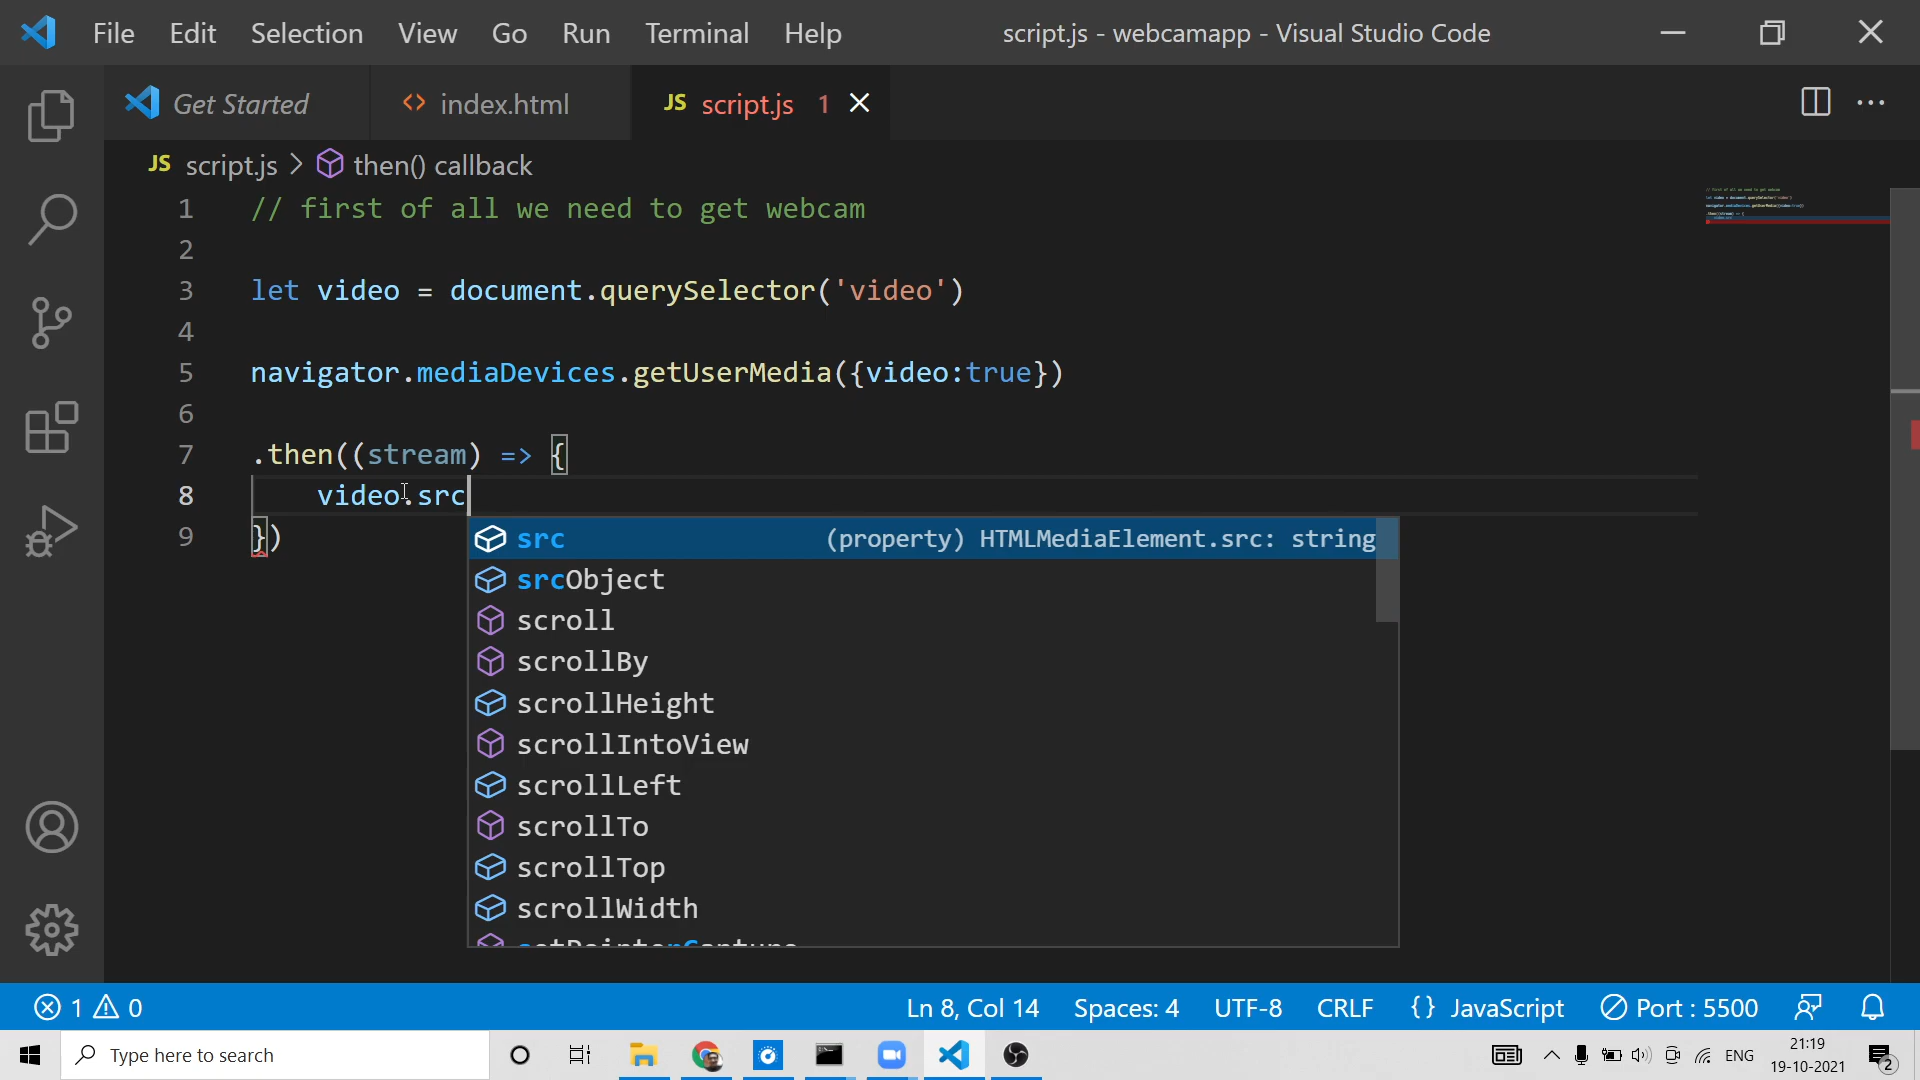 File Edit Selection View Go Run Terminal Help script.js - webcamapp - Visual Studio Code
Get Started index.html JS script.js 1
JS script.js > then() callback
1 // first of all we need to get webcam
2
3 let video = document.querySelector('video')
4
5 navigator.mediaDevices.getUserMedia({video:true})
6
7 .then((stream) => {
8 video.src
9 })
src (property) HTMLMediaElement.src: string
srcObject
scroll
scrollBy
scrollHeight
scrollIntoView
scrollLeft
scrollTo
scrollTop
scrollWidth
setPointerCapture
1 0 Ln 8, Col 14 Spaces: 4 UTF-8 CRLF {} JavaScript Port : 5500
Type here to search ENG 21:19
19-10-2021 2